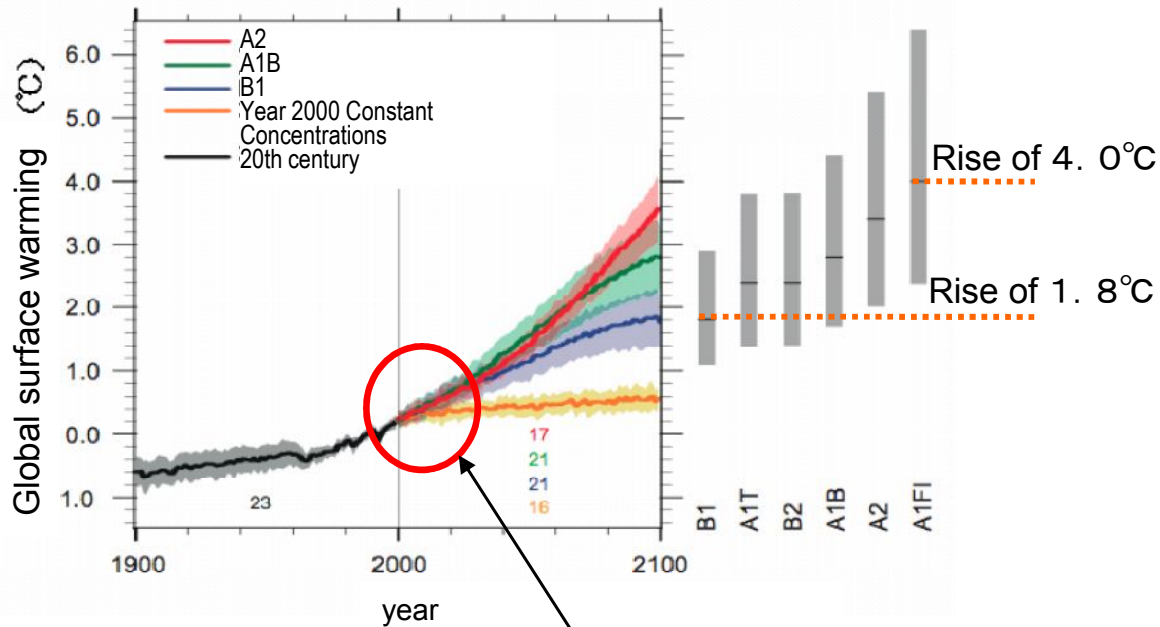 A2
A1B
B1
Year 2000 Constant
Concentrations
20th century
Global surface warming (℃)
6.0
5.0
4.0
3.0
2.0
1.0
0.0
1.0
23
17
21
21
16
1900
2000
2100
year
B1
A1T
B2
A1B
A2
A1FI
Rise of ４．０℃
Rise of １．８℃